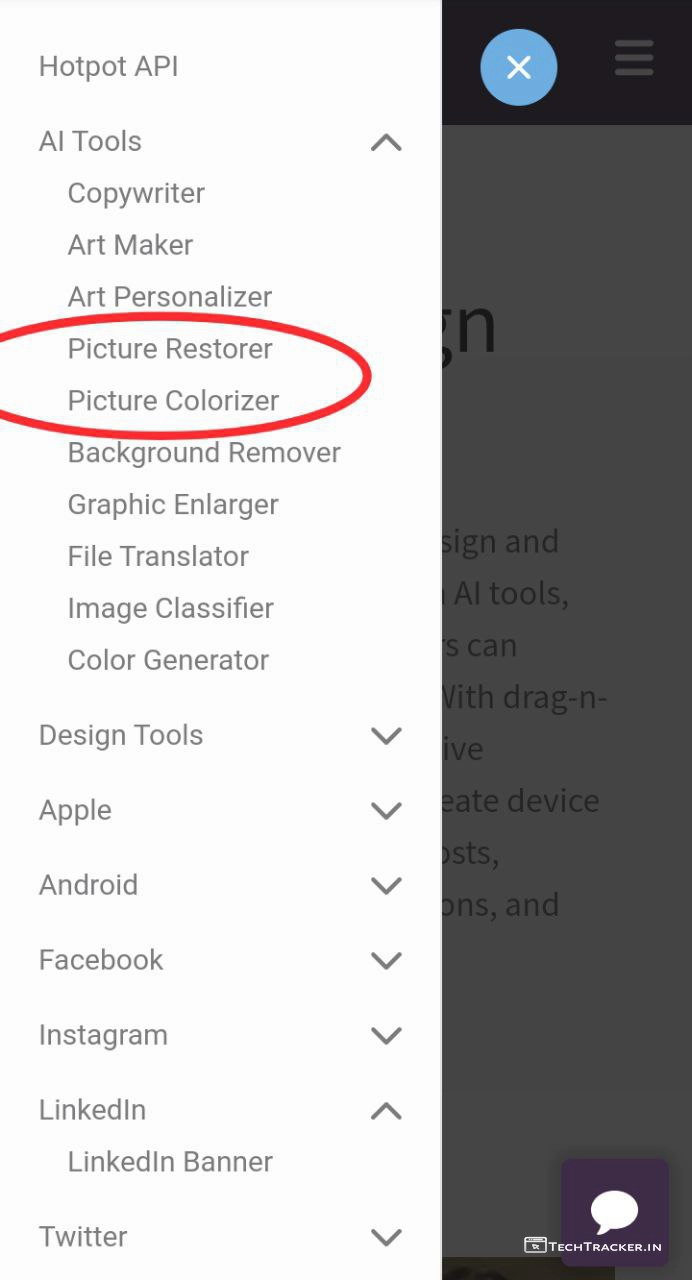 Hotpot API
AI Tools
Copywriter
Art Maker
Art Personalizer
Picture Restorer
Picture Colorizer
Background Remover
Graphic Enlarger
File Translator
Image Classifier
Color Generator
Design Tools
Apple
Android
Facebook
Instagram
LinkedIn
LinkedIn Banner
Twitter
gn
sign and
AI tools,
rs can
With drag-n-
ive
eate device
osts,
ons, and
TECHTRACKER.IN